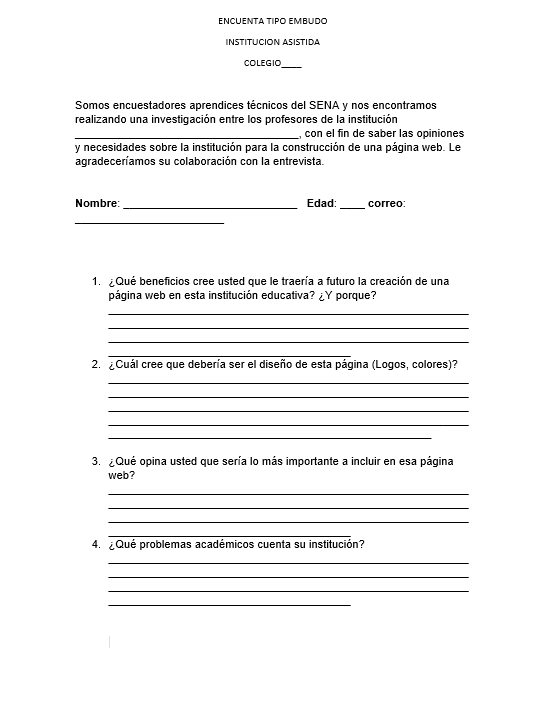 ENCUENTA TIPO EMBUDO
INSTITUCION ASISTIDA
COLEGIO____
Somos encuestadores aprendices técnicos del SENA y nos encontramos
realizando una investigación entre los profesores de la institución
____________________________________, con el fin de saber las opiniones
y necesidades sobre la institución para la construcción de una página web. Le
agradeceríamos su colaboración con la entrevista.
Nombre: ____________________________ Edad: ____ correo:
________________________
1. ¿Qué beneficios cree usted que le traería a futuro la creación de una
página web en esta institución educativa? ¿Y porque?
2. ¿Cuál cree que debería ser el diseño de esta página (Logos, colores)?
3. ¿Qué opina usted que sería lo más importante a incluir en esa página
web?
4. ¿Qué problemas académicos cuenta su institución?